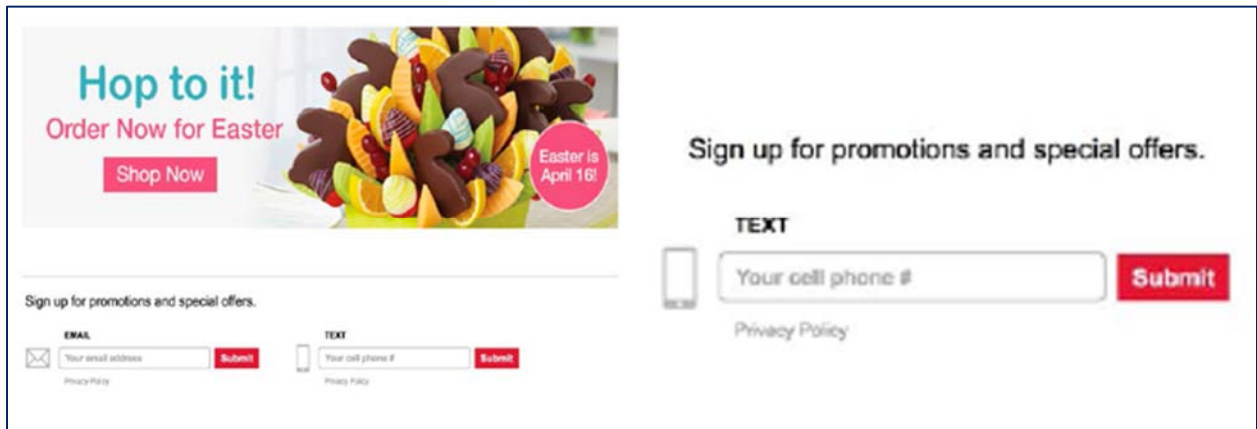 Hop to it!
Order Now for Easter
Shop Now
Easter is
April 16!
Sign up for promotions and special offers.
EMAIL
Your email address
Submit
Privacy Policy
TEXT
Your cell phone #
Submit
Privacy Policy
Sign up for promotions and special offers.
TEXT
Your cell phone #
Submit
Privacy Policy